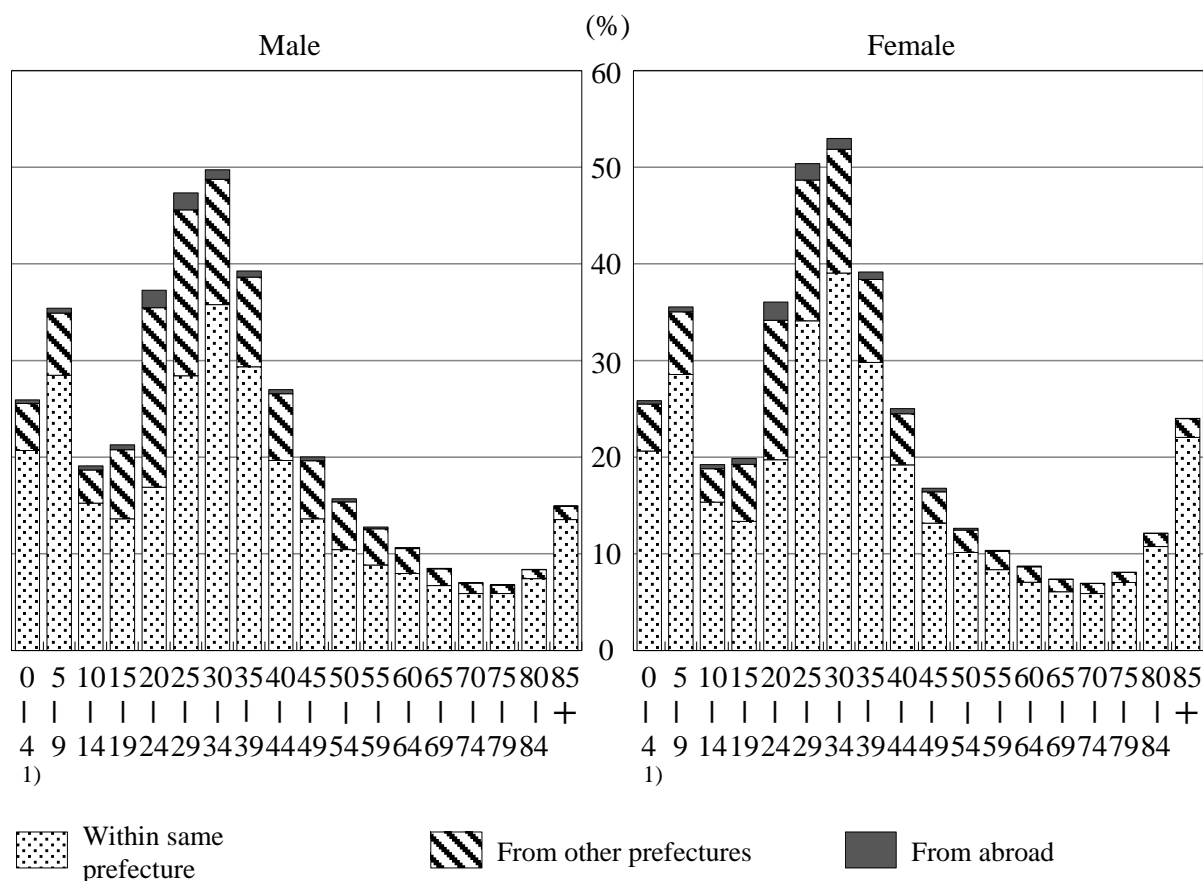 (%)
Male
Female
60
50
40
30
20
10
0
0 5 10 15 20 25 30 35 40 45 50 55 60 65 70 75 80 85
| | | | | | | | | | | | | | | | | +
4 9 14 19 24 29 34 39 44 49 54 59 64 69 74 79 84
1)
0 5 10 15 20 25 30 35 40 45 50 55 60 65 70 75 80 85
| | | | | | | | | | | | | | | | | +
4 9 14 19 24 29 34 39 44 49 54 59 64 69 74 79 84
1)
Within same
prefecture
From other prefectures
From abroad